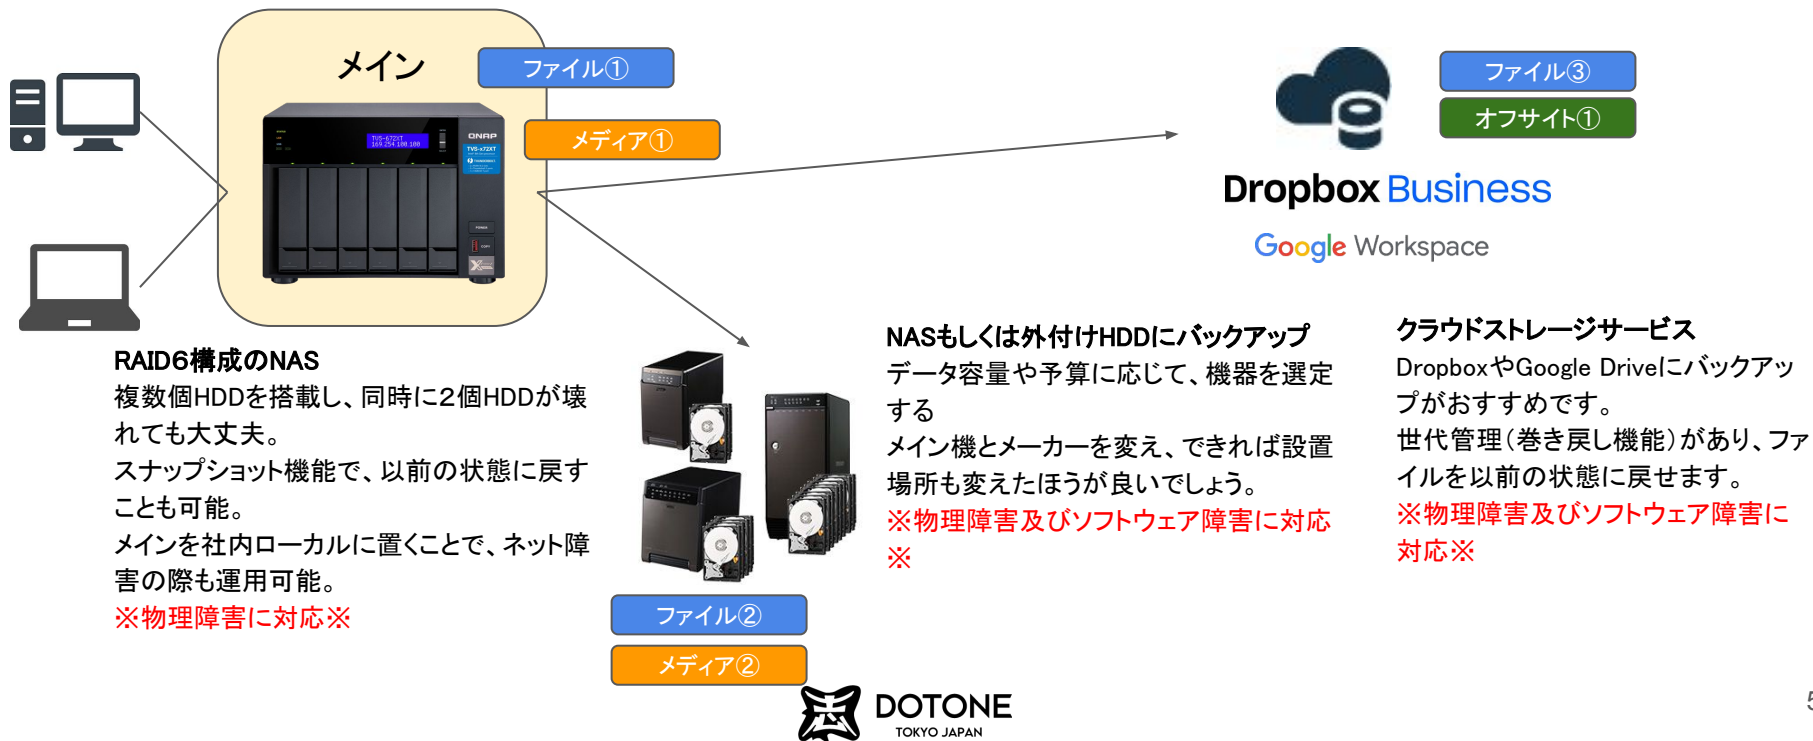 メイン
ファイル①
メディア①
TVS-672XT
169.254.100.100
QNAP
TVS-x72XT
THUNDERBOLT
POWER
COPY
ファイル③
オフサイト①
Dropbox Business
Google Workspace
RAID6構成のNAS
複数個HDDを搭載し、同時に2個HDDが壊
れても大丈夫。
スナップショット機能で、以前の状態に戻す
ことも可能。
メインを社内ローカルに置くことで、ネット障
害の際も運用可能。
※物理障害に対応※
ファイル②
メディア②
NASもしくは外付けHDDにバックアップ
データ容量や予算に応じて、機器を選定
する
メイン機とメーカーを変え、できれば設置
場所も変えたほうが良いでしょう。
※物理障害及びソフトウェア障害に対応
※
クラウドストレージサービス
DropboxやGoogle Driveにバックアッ
プがおすすめです。
世代管理（巻き戻し機能）があり、ファ
イルを以前の状態に戻せます。
※物理障害及びソフトウェア障害に
対応※
DOTONE
TOKYO JAPAN
5